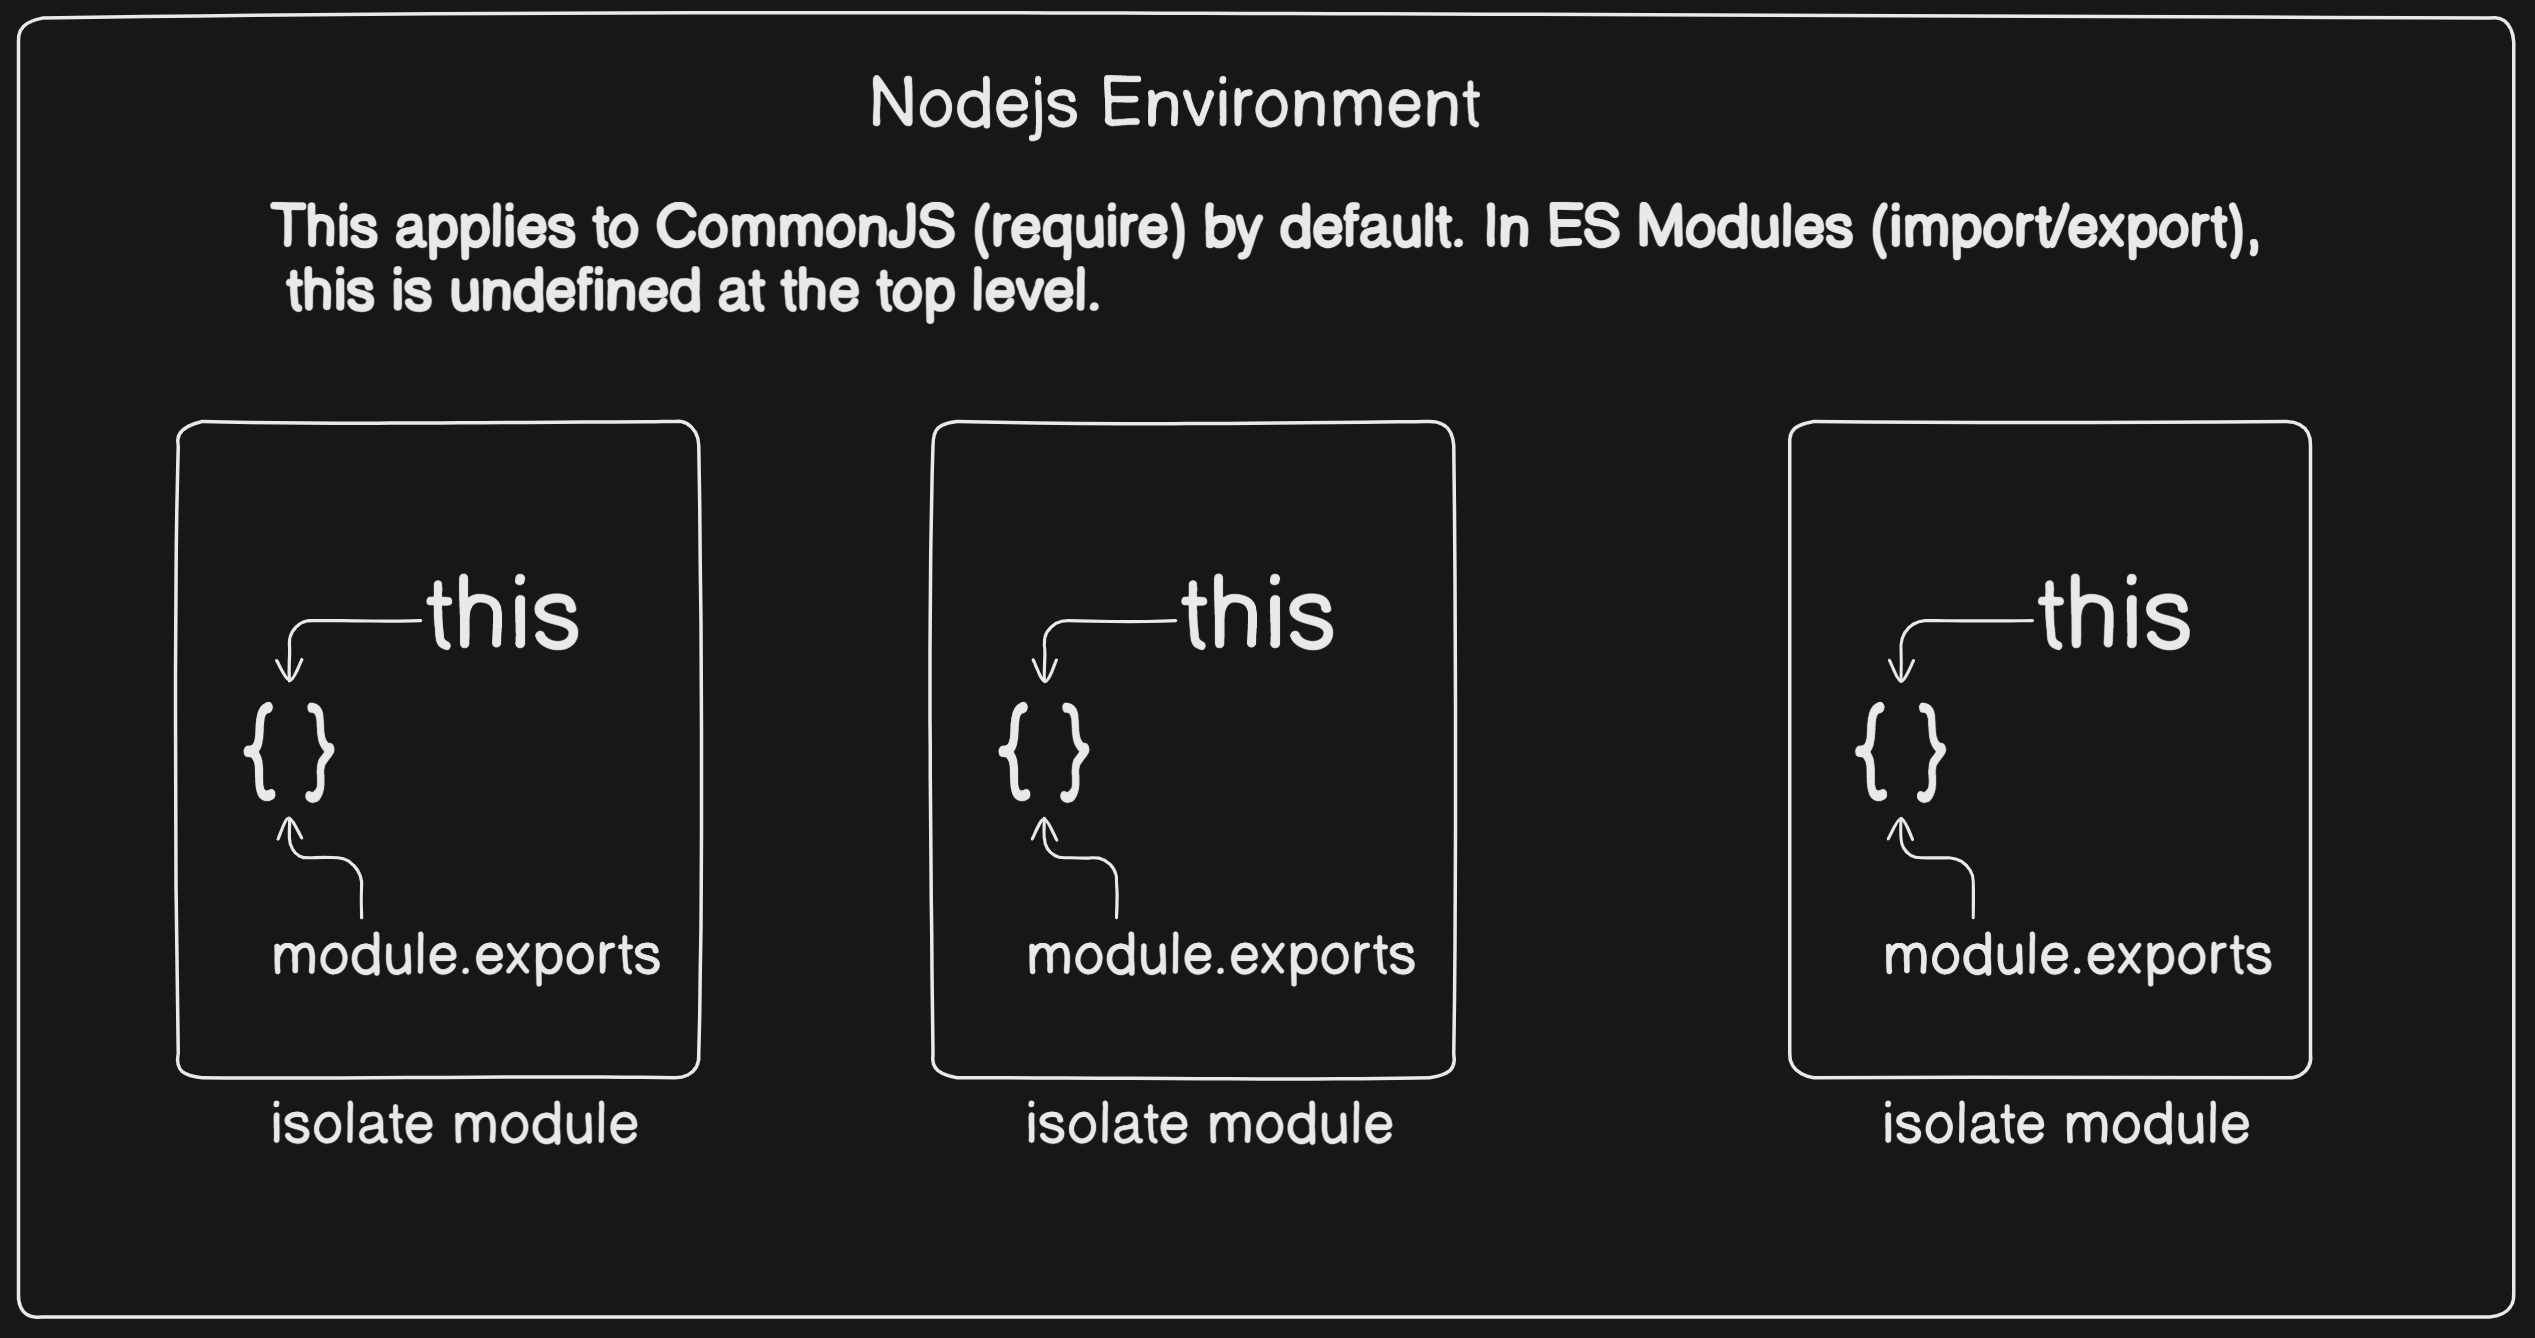 Nodejs Environment
This applies to CommonJS (require) by default. In ES Modules (import/export),
this is undefined at the top level.
this
{ }
module.exports
isolate module
this
{ }
module.exports
isolate module
this
{ }
module.exports
isolate module